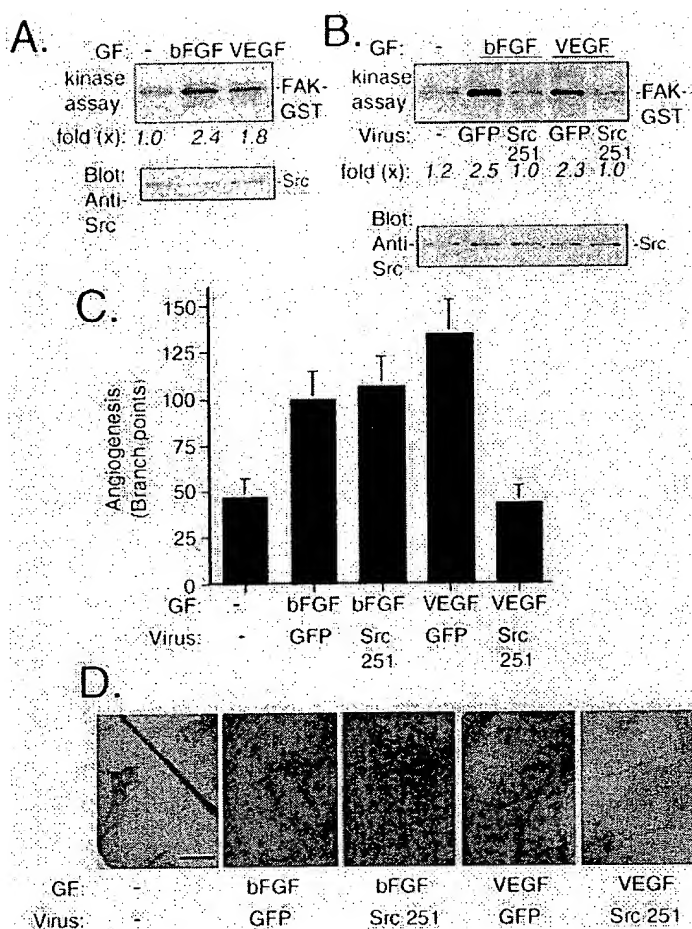 A.
GF: - bFGF VEGF
kinase assay
-FAK-GST
fold (x) 1.0 2.4 1.8
Blot: Anti-Src
-Src
B.
GF: - bFGF VEGF
kinase assay
-FAK-GST
Virus: - GFP Src 251 GFP Src 251
fold (x): 1.2 2.5 1.0 2.3 1.0
Blot: Anti-Src
-Src
C.
Angiogenesis
(Branch points)
150
125
100
75
50
25
0
GF: - bFGF bFGF VEGF VEGF
Virus: - GFP Src 251 GFP Src 251
D.
GF: - bFGF bFGF VEGF VEGF
Virus: - GFP Src 251 GFP Src 251